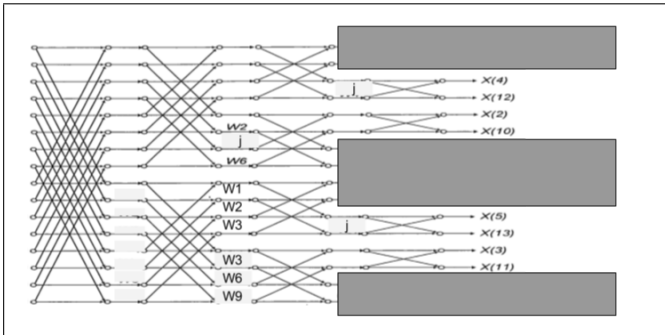 j
X(4)
X(12)
X(2)
W2
X(10)
j
W6
W1
W2
W3
j
X(5)
X(13)
X(3)
W3
X(11)
W6
W9